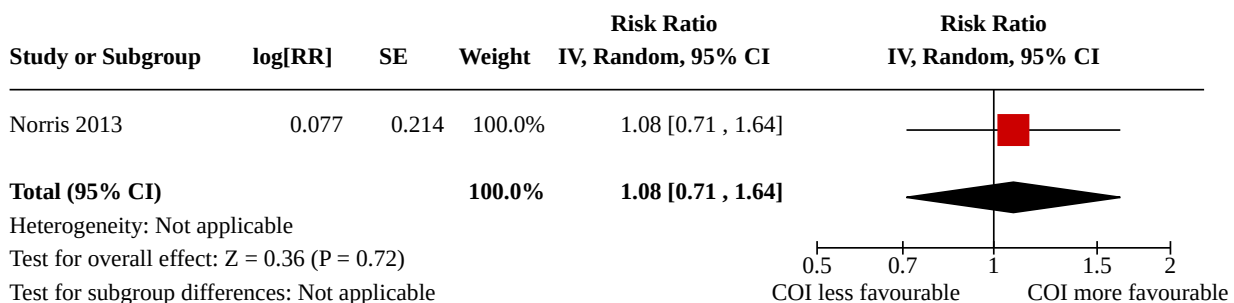 Risk Ratio Risk Ratio
Study or Subgroup log[RR] SE Weight IV, Random, 95% CI IV, Random, 95% CI
Norris 2013 0.077 0.214 100.0% 1.08 [0.71 , 1.64]
Total (95% CI) 100.0% 1.08 [0.71 , 1.64]
Heterogeneity: Not applicable
Test for overall effect: Z = 0.36 (P = 0.72)
0.5 0.7 1 1.5 2
Test for subgroup differences: Not applicable COI less favourable COI more favourable